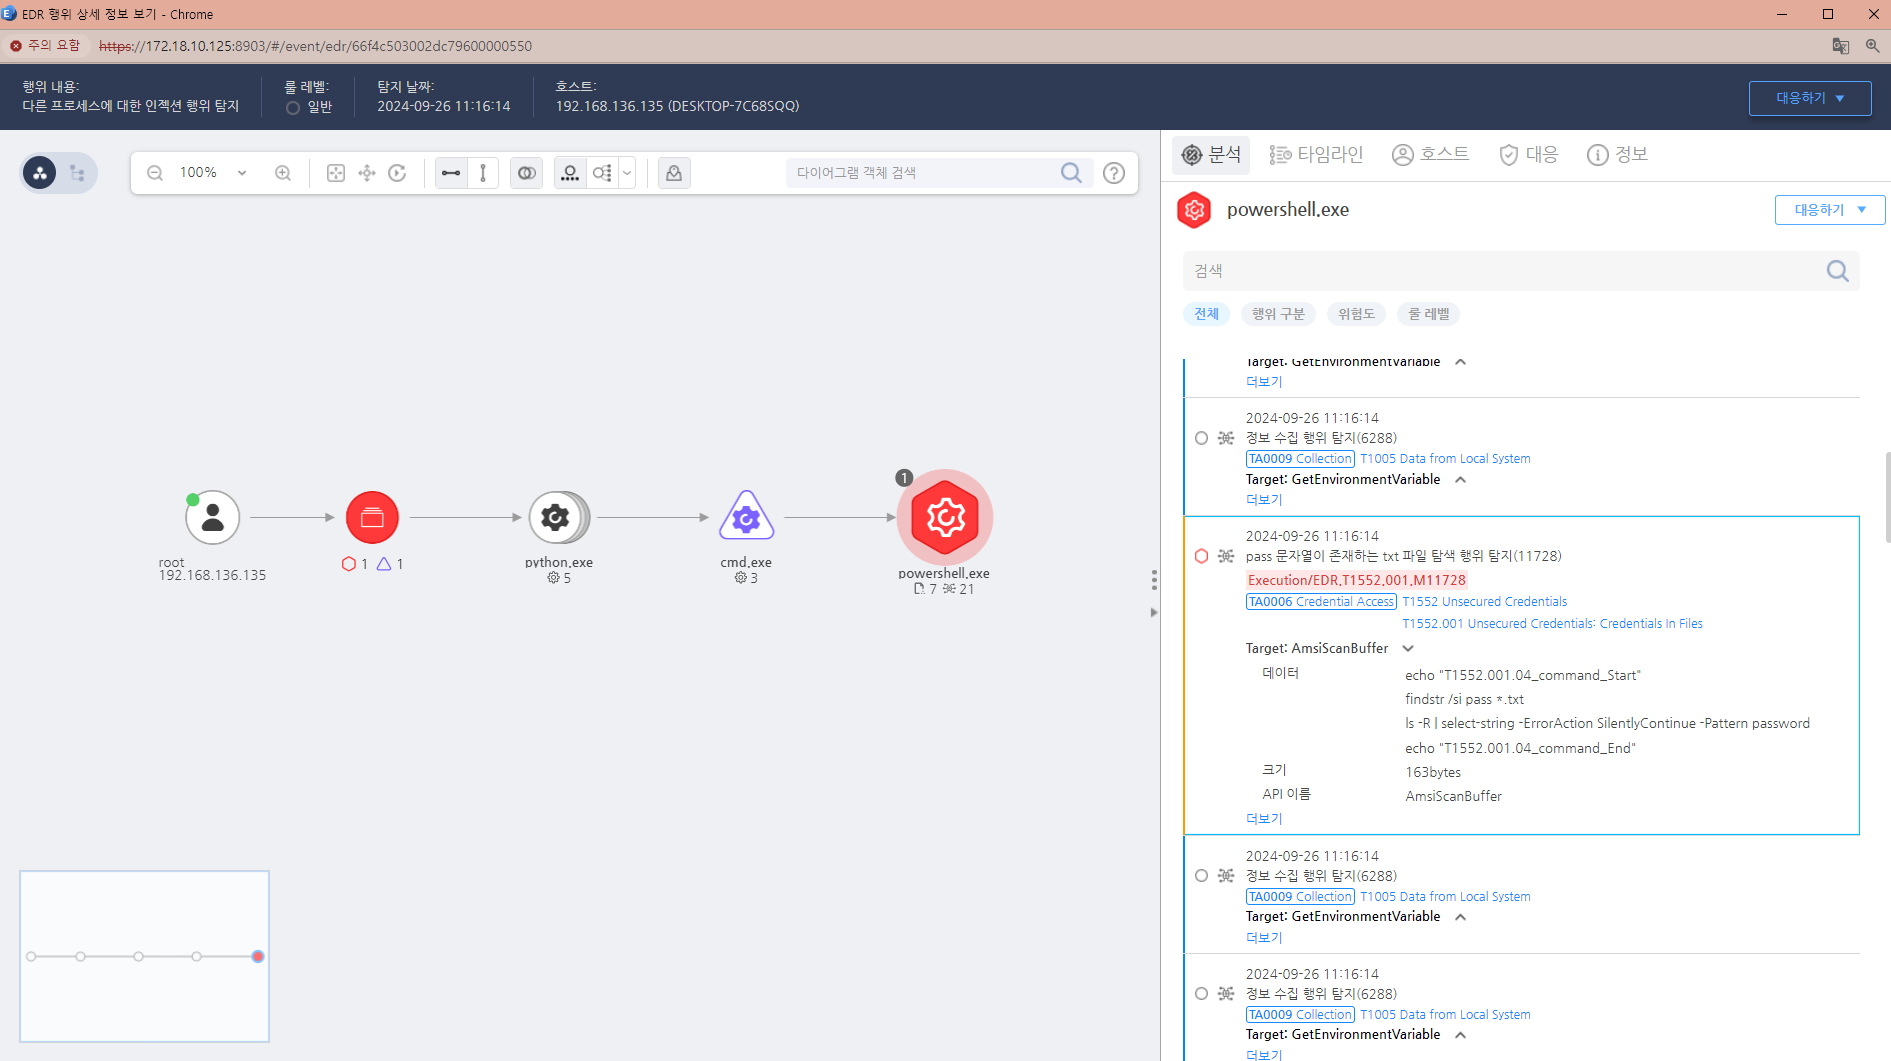 EDR 행위 상세 정보 보기 - Chrome
주의 요함 https://172.18.10.125:8903/#/event/edr/66f4c503002dc79600000550
행위 내용:
다른 프로세스에 대한 인젝션 행위 탐지
룰 레벨:
일반
탐지 날짜:
2024-09-26 11:16:14
호스트:
192.168.136.135 (DESKTOP-7C68SQQ)
대응하기
100%
다이어그램 객체 검색
root
192.168.136.135
1 1
python.exe
5
cmd.exe
3
1
powershell.exe
7 21
분석 타임라인 호스트 대응 정보
powershell.exe
대응하기
검색
전체 행위 구분 위험도 룰 레벨
Target: GetEnvironmentVariable
더보기
2024-09-26 11:16:14
정보 수집 행위 탐지(6288)
TA0009 Collection T1005 Data from Local System
Target: GetEnvironmentVariable
더보기
2024-09-26 11:16:14
pass 문자열이 존재하는 txt 파일 탐색 행위 탐지(11728)
Execution/EDR.T1552.001.M11728
TA0006 Credential Access T1552 Unsecured Credentials
T1552.001 Unsecured Credentials: Credentials In Files
Target: AmsiScanBuffer
데이터 echo "T1552.001.04_command_Start"
findstr /si pass *.txt
ls -R | select-string -ErrorAction SilentlyContinue -Pattern password
echo "T1552.001.04_command_End"
크기 163bytes
API 이름 AmsiScanBuffer
더보기
2024-09-26 11:16:14
정보 수집 행위 탐지(6288)
TA0009 Collection T1005 Data from Local System
Target: GetEnvironmentVariable
더보기
2024-09-26 11:16:14
정보 수집 행위 탐지(6288)
TA0009 Collection T1005 Data from Local System
Target: GetEnvironmentVariable
더보기